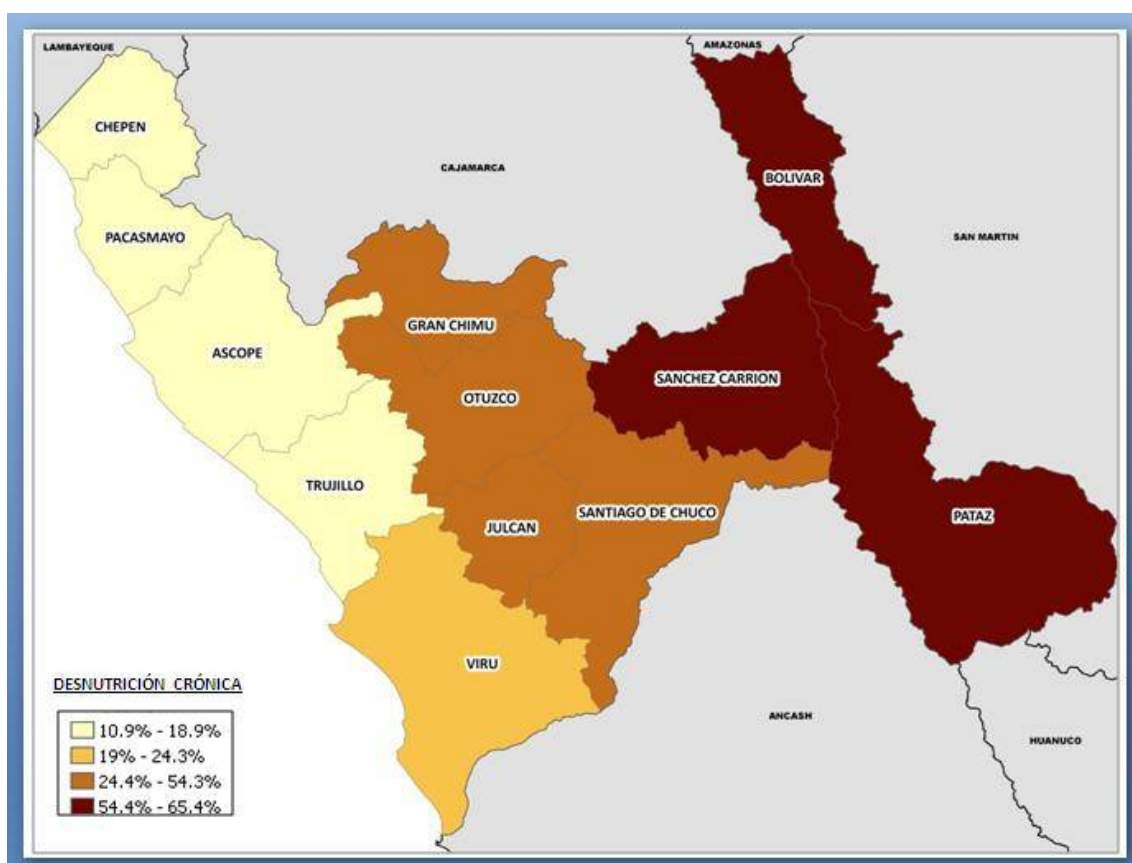 LAMBAYEQUE
AMAZONAS
CHEPEN
CAJAMARCA
BOLIVAR
PACASMAYO
SAN MARTIN
GRAN CHIMU
ASCOPE
SANCHEZ CARRION
OTUZCO
TRUJILLO
SANTIAGO DE CHUCO
PATAZ
JULCAN
VIRU
ANCASH
HUANUCO
DESNUTRICIÓN CRÓNICA
10.9% - 18.9%
19% - 24.3%
24.4% - 54.3%
54.4% - 65.4%